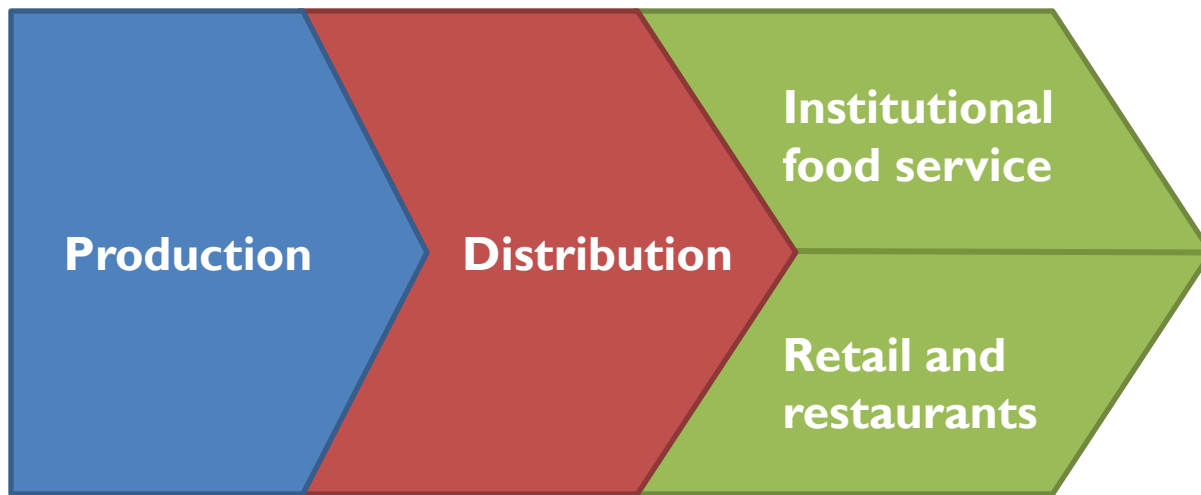 Production
Distribution
Institutional
food service
Retail and
restaurants